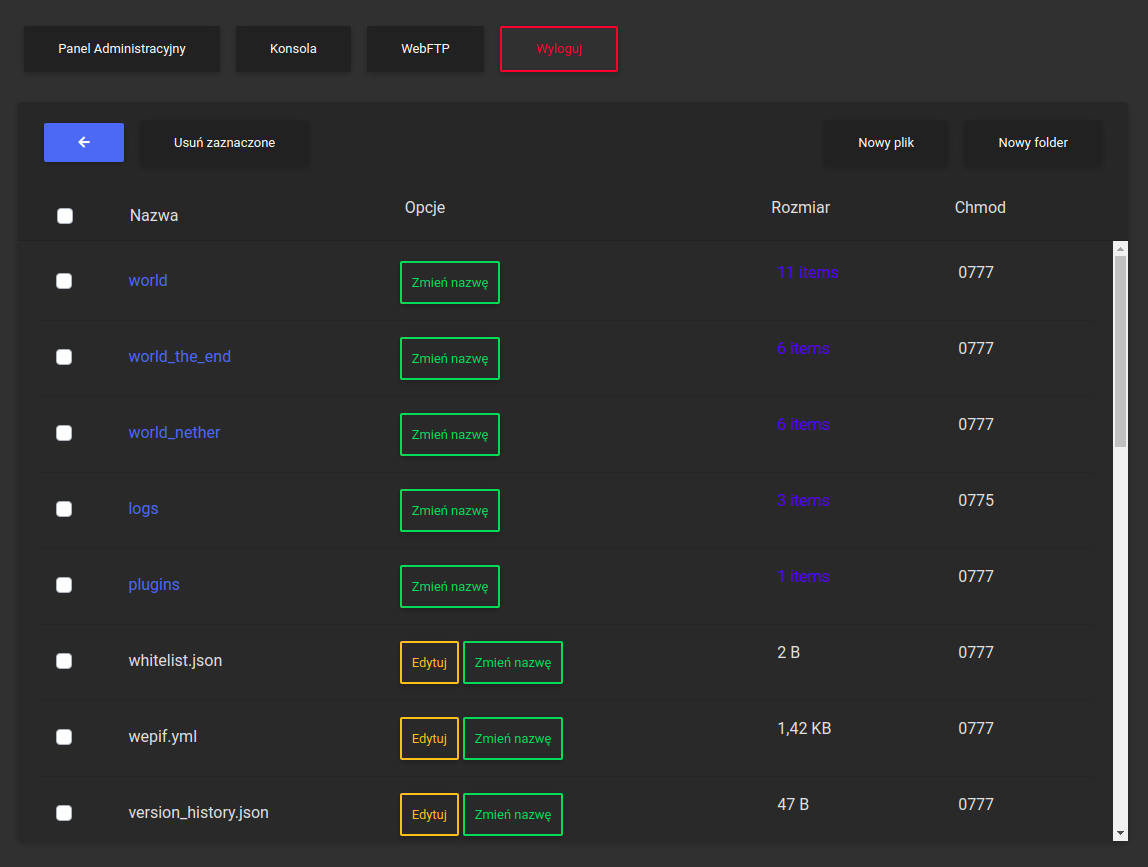 Panel Administracyjny Konsola WebFTP Wyloguj
Usuń zaznaczone Nowy plik Nowy folder
Nazwa Opcje Rozmiar Chmod
world Zmień nazwę 11 items 0777
world_the_end Zmień nazwę 6 items 0777
world_nether Zmień nazwę 6 items 0777
logs Zmień nazwę 3 items 0775
plugins Zmień nazwę 1 items 0777
whitelist.json Edytuj Zmień nazwę 2 B 0777
wepif.yml Edytuj Zmień nazwę 1,42 KB 0777
version_history.json Edytuj Zmień nazwę 47 B 0777